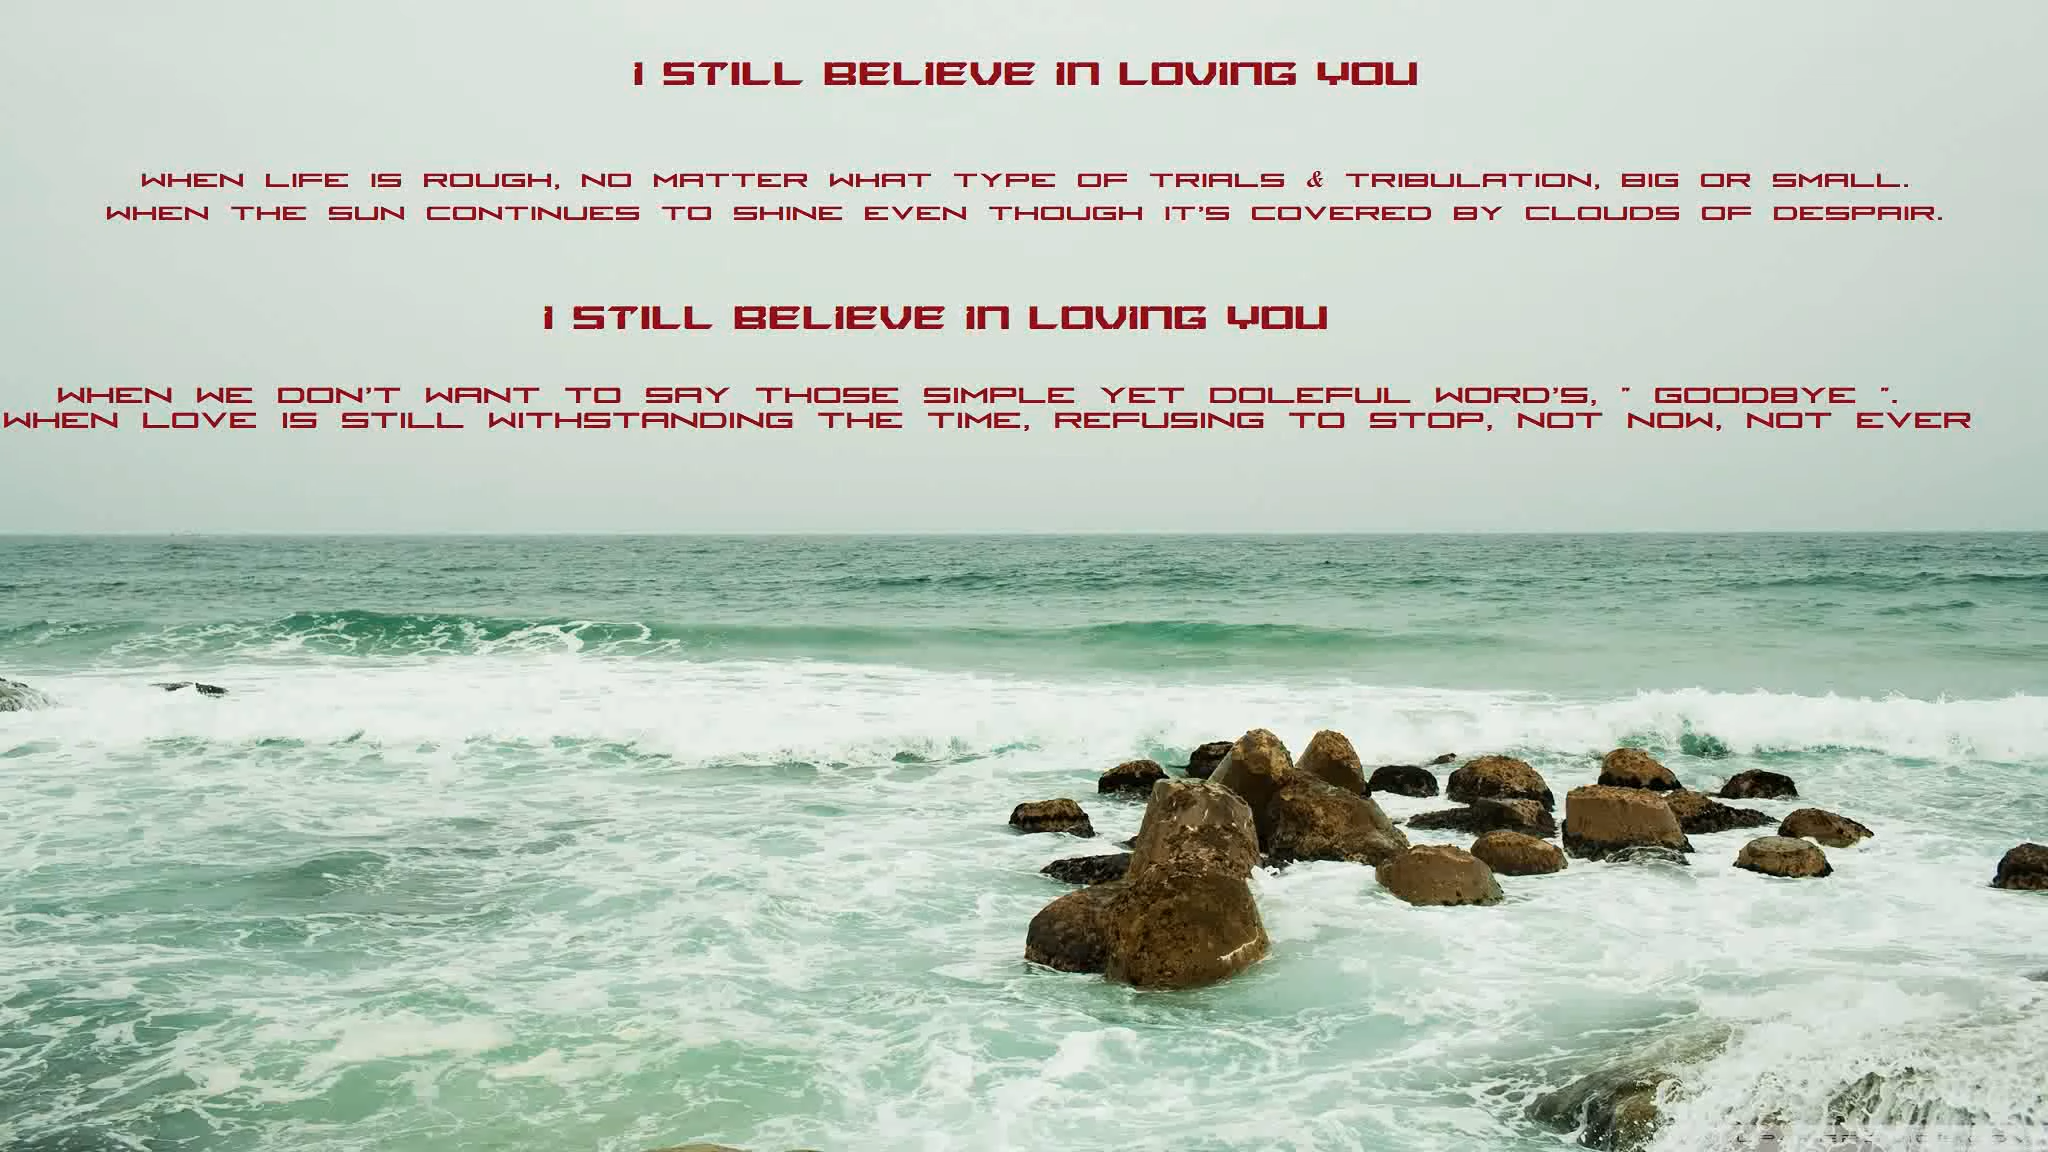 I STILL BELIEVE IN LOVING YOU
WHEN LIFE IS ROUGH, NO MATTER WHAT TYPE OF TRIALS & TRIBULATION, BIG OR SMALL.
WHEN THE SUN CONTINUES TO SHINE EVEN THOUGH IT'S COVERED BY CLOUDS OF DESPAIR.
I STILL BELIEVE IN LOVING YOU
WHEN WE DON'T WANT TO SAY THOSE SIMPLE YET DOLEFUL WORD'S, " GOODBYE ".
WHEN LOVE IS STILL WITHSTANDING THE TIME, REFUSING TO STOP, NOT NOW, NOT EVER